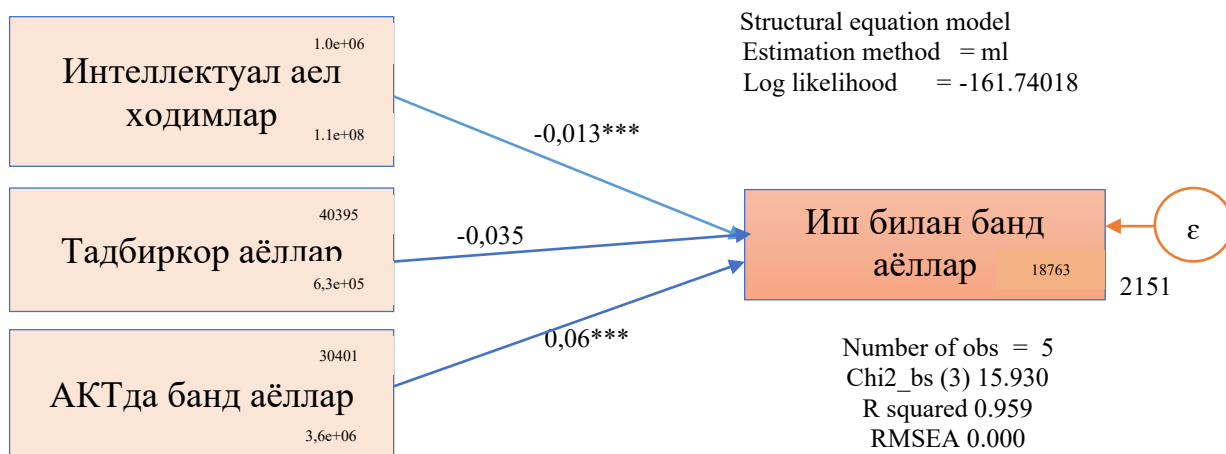 1.0e+06
Интеллектуал аел
ходимлар
1.1e+08
40395
Тадбиркор аёллар
6,3e+05
30401
АКТда банд аёллар
3,6e+06
-0,013***
-0,035
0,06***
Structural equation model
Estimation method = ml
Log likelihood = -161.74018
Иш билан банд
аёллар
18763
ε
2151
Number of obs = 5
Chi2_bs (3) 15.930
R squared 0.959
RMSEA 0.000